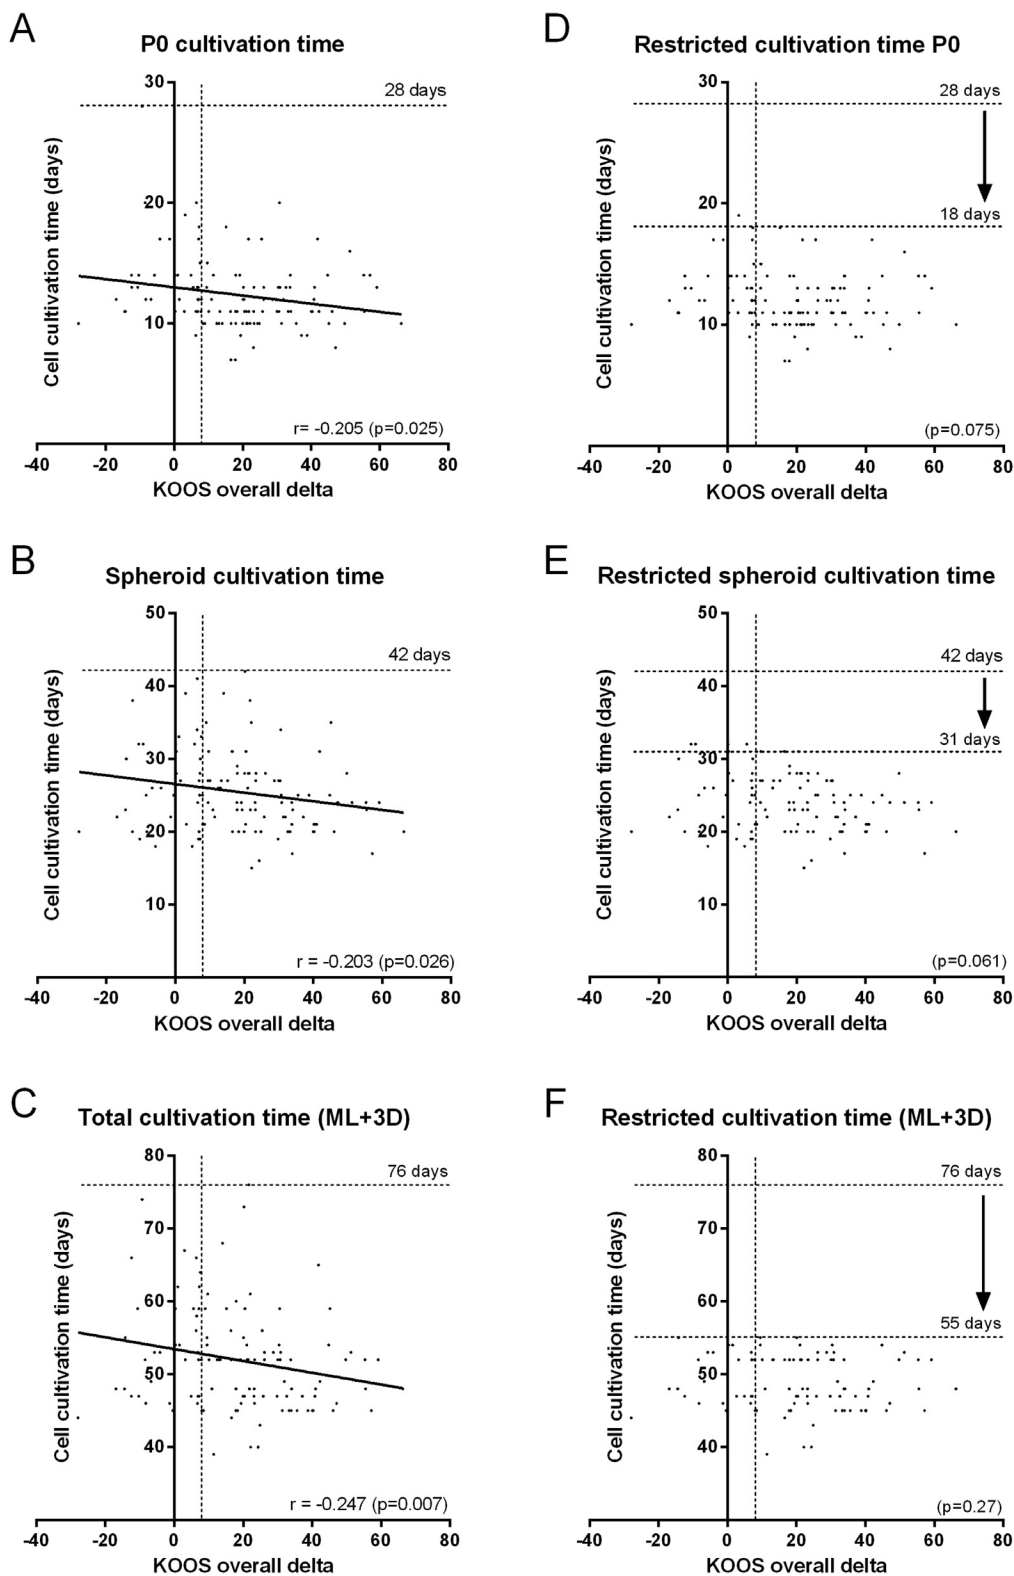 A
P0 cultivation time
30
28 days
20
10
Cell cultivation time (days)
r= -0.205 (p=0.025)
-40 -20 0 20 40 60 80
KOOS overall delta
D
Restricted cultivation time P0
30
28 days
20
18 days
10
Cell cultivation time (days)
(p=0.075)
-40 -20 0 20 40 60 80
KOOS overall delta
B
Spheroid cultivation time
50
42 days
40
30
20
10
Cell cultivation time (days)
r = -0.203 (p=0.026)
-40 -20 0 20 40 60 80
KOOS overall delta
E
Restricted spheroid cultivation time
50
42 days
40
31 days
30
20
10
Cell cultivation time (days)
(p=0.061)
-40 -20 0 20 40 60 80
KOOS overall delta
C
Total cultivation time (ML+3D)
80
76 days
70
60
50
40
Cell cultivation time (days)
r = -0.247 (p=0.007)
-40 -20 0 20 40 60 80
KOOS overall delta
F
Restricted cultivation time (ML+3D)
80
76 days
70
60
55 days
50
40
Cell cultivation time (days)
(p=0.27)
-40 -20 0 20 40 60 80
KOOS overall delta